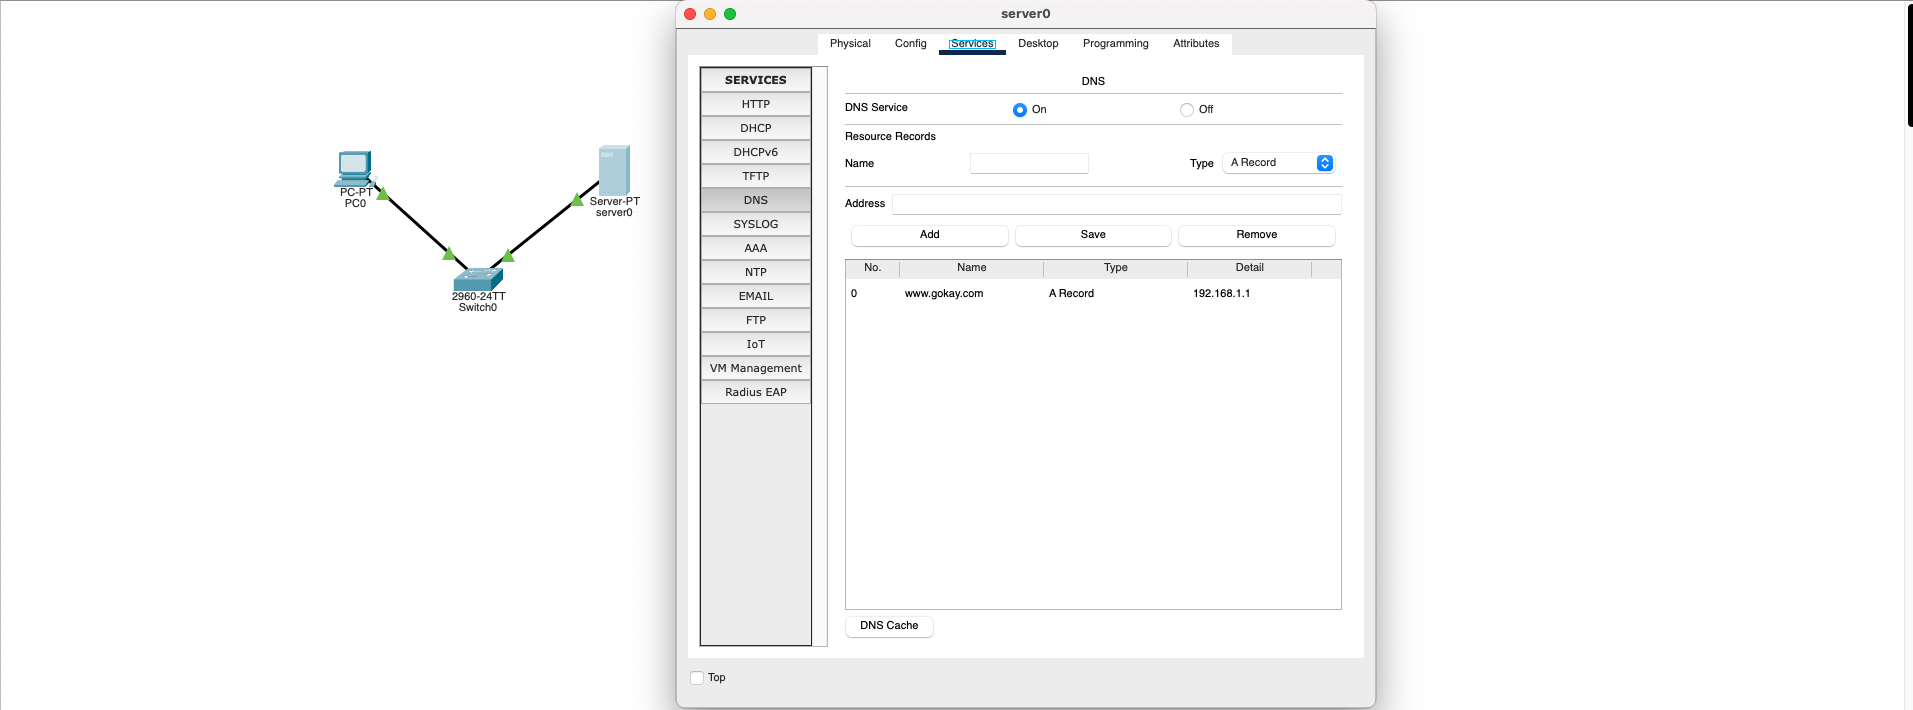 server0
Physical Config Services Desktop Programming Attributes
SERVICES
HTTP
DHCP
DHCPv6
TFTP
DNS
SYSLOG
AAA
NTP
EMAIL
FTP
IoT
VM Management
Radius EAP
DNS
DNS Service On Off
Resource Records
Name Type A Record
Address
Add Save Remove
No. Name Type Detail
0 www.gokay.com A Record 192.168.1.1
DNS Cache
Top
PC-PT
PC0
Server-PT
server0
2960-24TT
Switch0